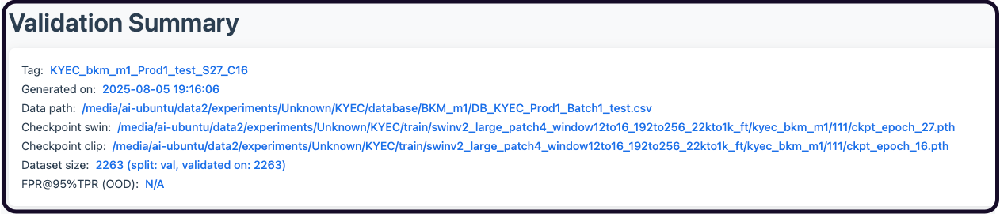 Validation Summary
Tag: KYEC_bkm_m1_Prod1_test_S27_C16
Generated on: 2025-08-05 19:16:06
Data path: /media/ai-ubuntu/data2/experiments/Unknown/KYEC/database/BKM_m1/DB_KYEC_Prod1_Batch1_test.csv
Checkpoint swin: /media/ai-ubuntu/data2/experiments/Unknown/KYEC/train/swinv2_large_patch4_window12to16_192to256_22kto1k_ft/kyec_bkm_m1/111/ckpt_epoch_27.pth
Checkpoint clip: /media/ai-ubuntu/data2/experiments/Unknown/KYEC/train/swinv2_large_patch4_window12to16_192to256_22kto1k_ft/kyec_bkm_m1/111/ckpt_epoch_16.pth
Dataset size: 2263 (split: val, validated on: 2263)
FPR@95%TPR (OOD): N/A